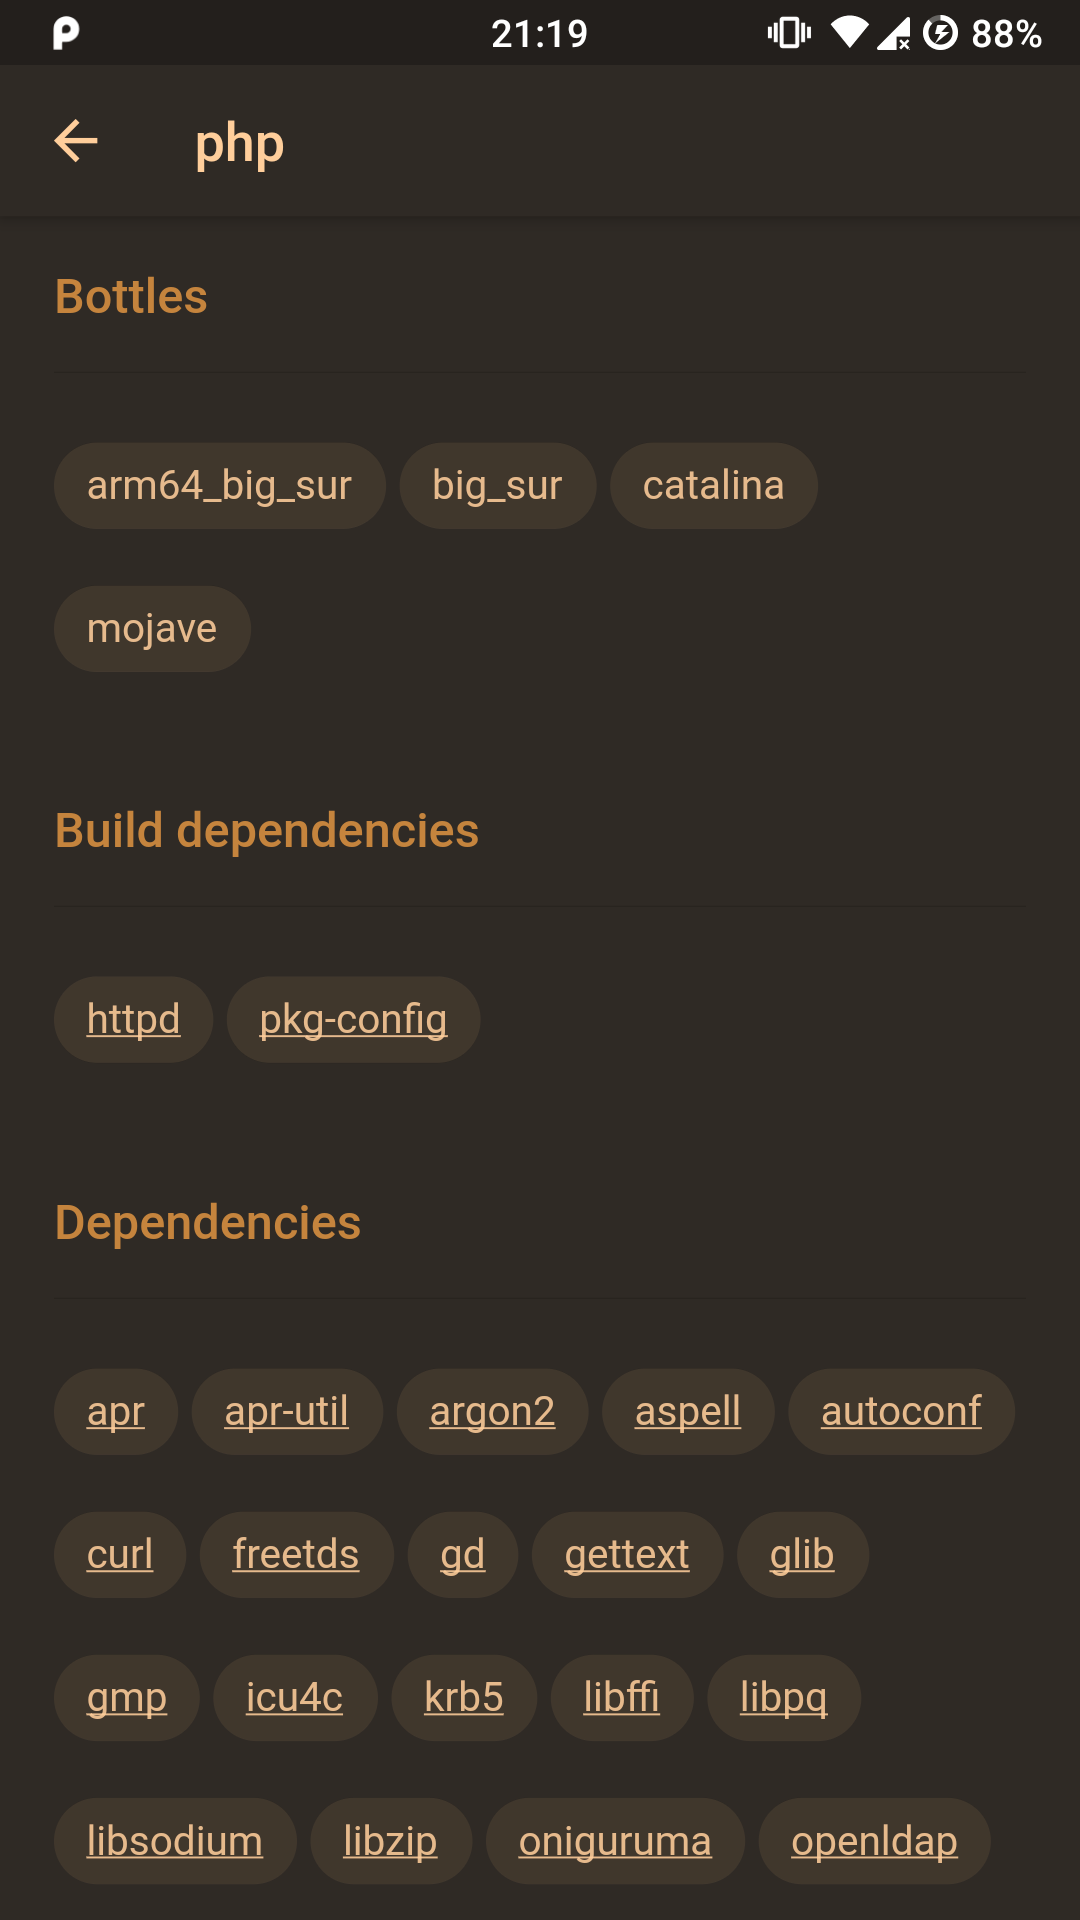 21:19 88%
php
Bottles
arm64_big_sur big_sur catalina
mojave
Build dependencies
httpd pkg-config
Dependencies
apr apr-util argon2 aspell autoconf
curl freetds gd gettext glib
gmp icu4c krb5 libffi libpq
libsodium libzip oniguruma openldap